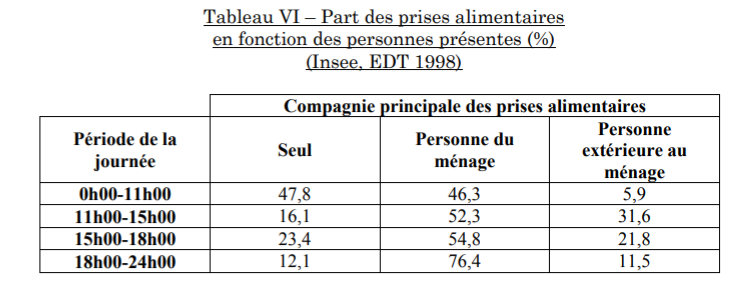 Tableau VI – Part des prises alimentaires
en fonction des personnes présentes (%)
(Insee, EDT 1998)
Compagnie principale des prises alimentaires
Période de la journée Seul Personne du ménage Personne extérieure au ménage
0h00-11h00 47,8 46,3 5,9
11h00-15h00 16,1 52,3 31,6
15h00-18h00 23,4 54,8 21,8
18h00-24h00 12,1 76,4 11,5